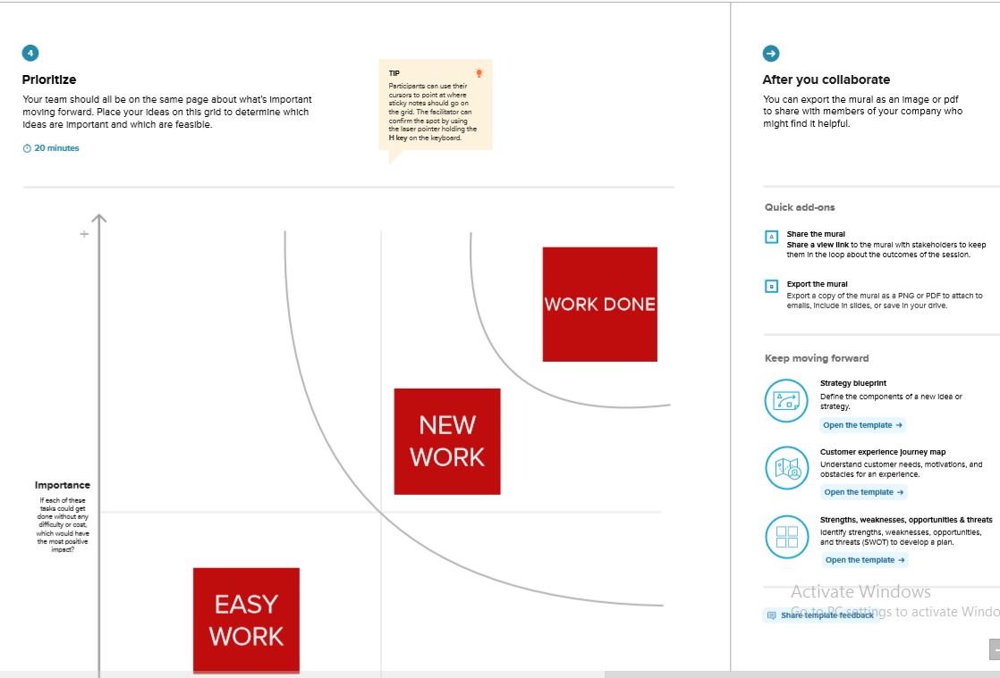 4
Prioritize
Your team should all be on the same page about what's important
moving forward. Place your ideas on this grid to determine which
ideas are important and which are feasible.
20 minutes
TIP
Participants can use their
cursors to point at where
sticky notes should go on
the grid. The facilitator can
confirm the spot by using
the laser pointer holding the
H key on the keyboard.
+
WORK DONE
NEW
WORK
Importance
If each of these
tasks could get
done without any
difficulty or cost,
which would have
the most positive
impact?
EASY
WORK
After you collaborate
You can export the mural as an image or pdf
to share with members of your company who
might find it helpful.
Quick add-ons
A
Share the mural
Share a view link to the mural with stakeholders to keep
them in the loop about the outcomes of the session.
B
Export the mural
Export a copy of the mural as a PNG or PDF to attach to
emails, include in slides, or save in your drive.
Keep moving forward
Strategy blueprint
Define the components of a new idea or
strategy.
Open the template →
Customer experience journey map
Understand customer needs, motivations, and
obstacles for an experience.
Open the template →
Strengths, weaknesses, opportunities & threats
Identify strengths, weaknesses, opportunities,
and threats (SWOT) to develop a plan.
Open the template →
Activate Windows
Go to PC settings to activate Windo
Share template feedback